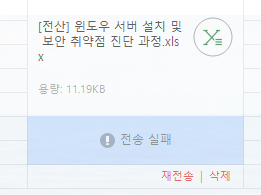 [전산] 윈도우 서버 설치 및
보안 취약점 진단 과정.xls
x
용량: 11.19KB
전송 실패
재전송 | 삭제